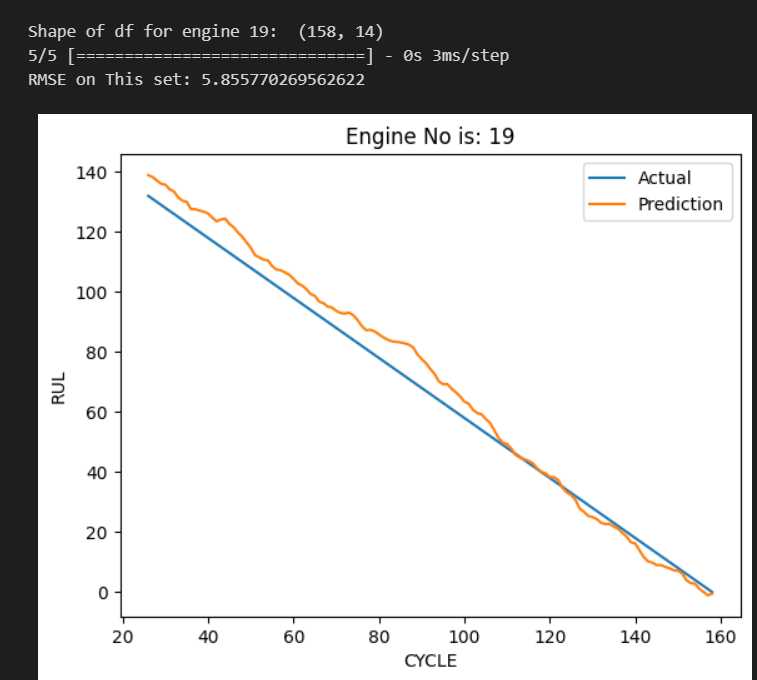 Shape of df for engine 19:  (158, 14)
5/5 [==============================] - 0s 3ms/step
RMSE on This set: 5.855770269562622
Engine No is: 19
Actual
Prediction
140
120
100
80
60
40
20
0
RUL
20 40 60 80 100 120 140 160
CYCLE